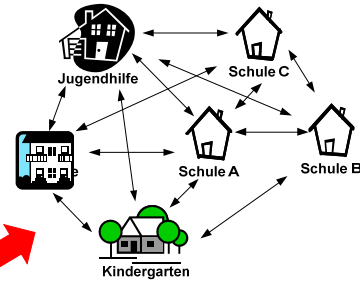 Jugendhilfe
Schule C
Schule A
Schule B
Kindergarten